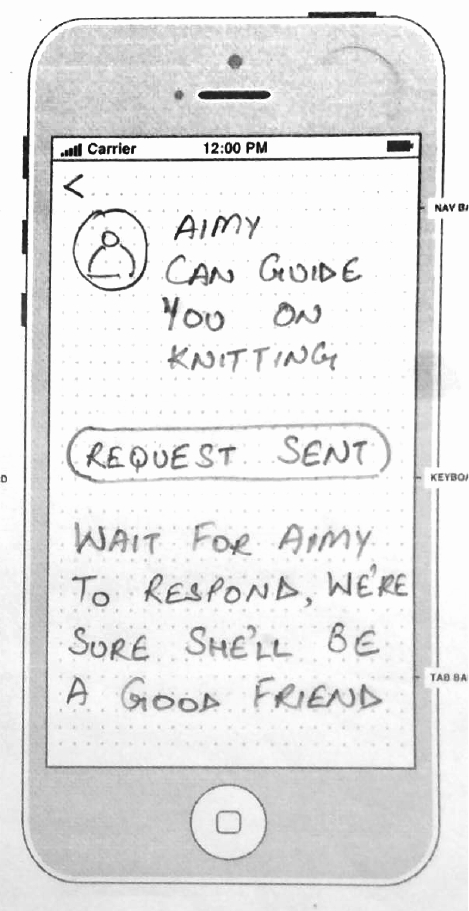 Carrier 12:00 PM
<
NAV BA
AIMY
CAN GUIDE
YOU ON
KNITTING
REQUEST SENT
D
KEYBOA
WAIT FOR AIMY
TO RESPOND, WE'RE
SURE SHE'LL BE
A GOOD FRIEND
TAB BA